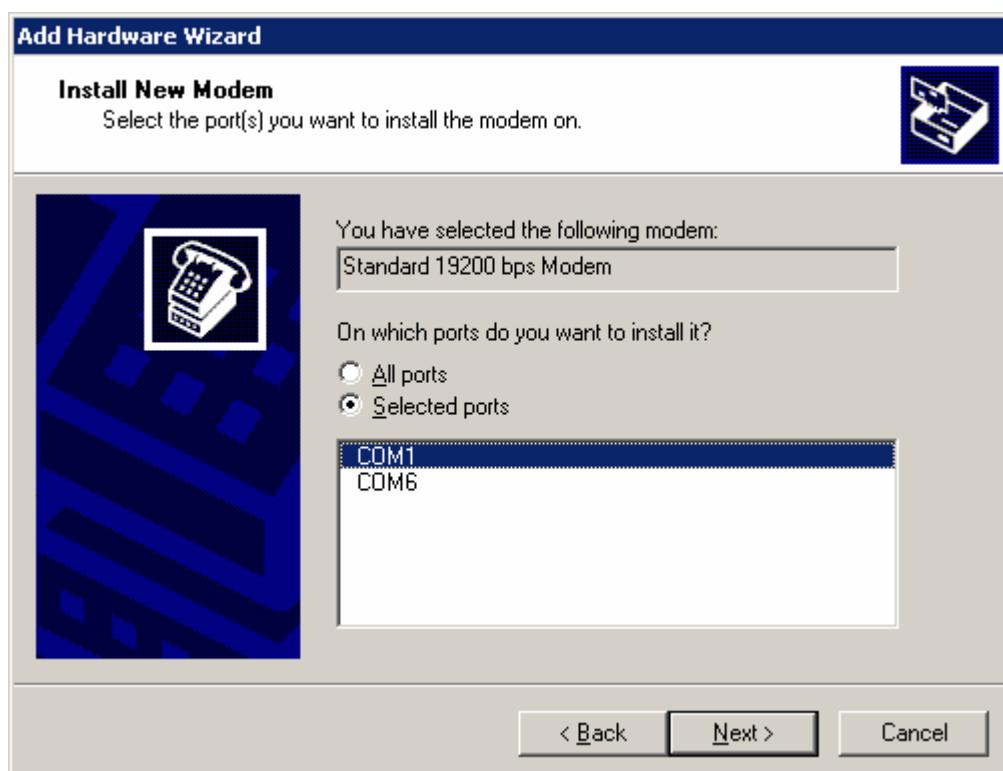 Add Hardware Wizard
Install New Modem
Select the port(s) you want to install the modem on.
You have selected the following modem:
Standard 19200 bps Modem
On which ports do you want to install it?
All ports
Selected ports
COM1
COM6
< Back Next > Cancel